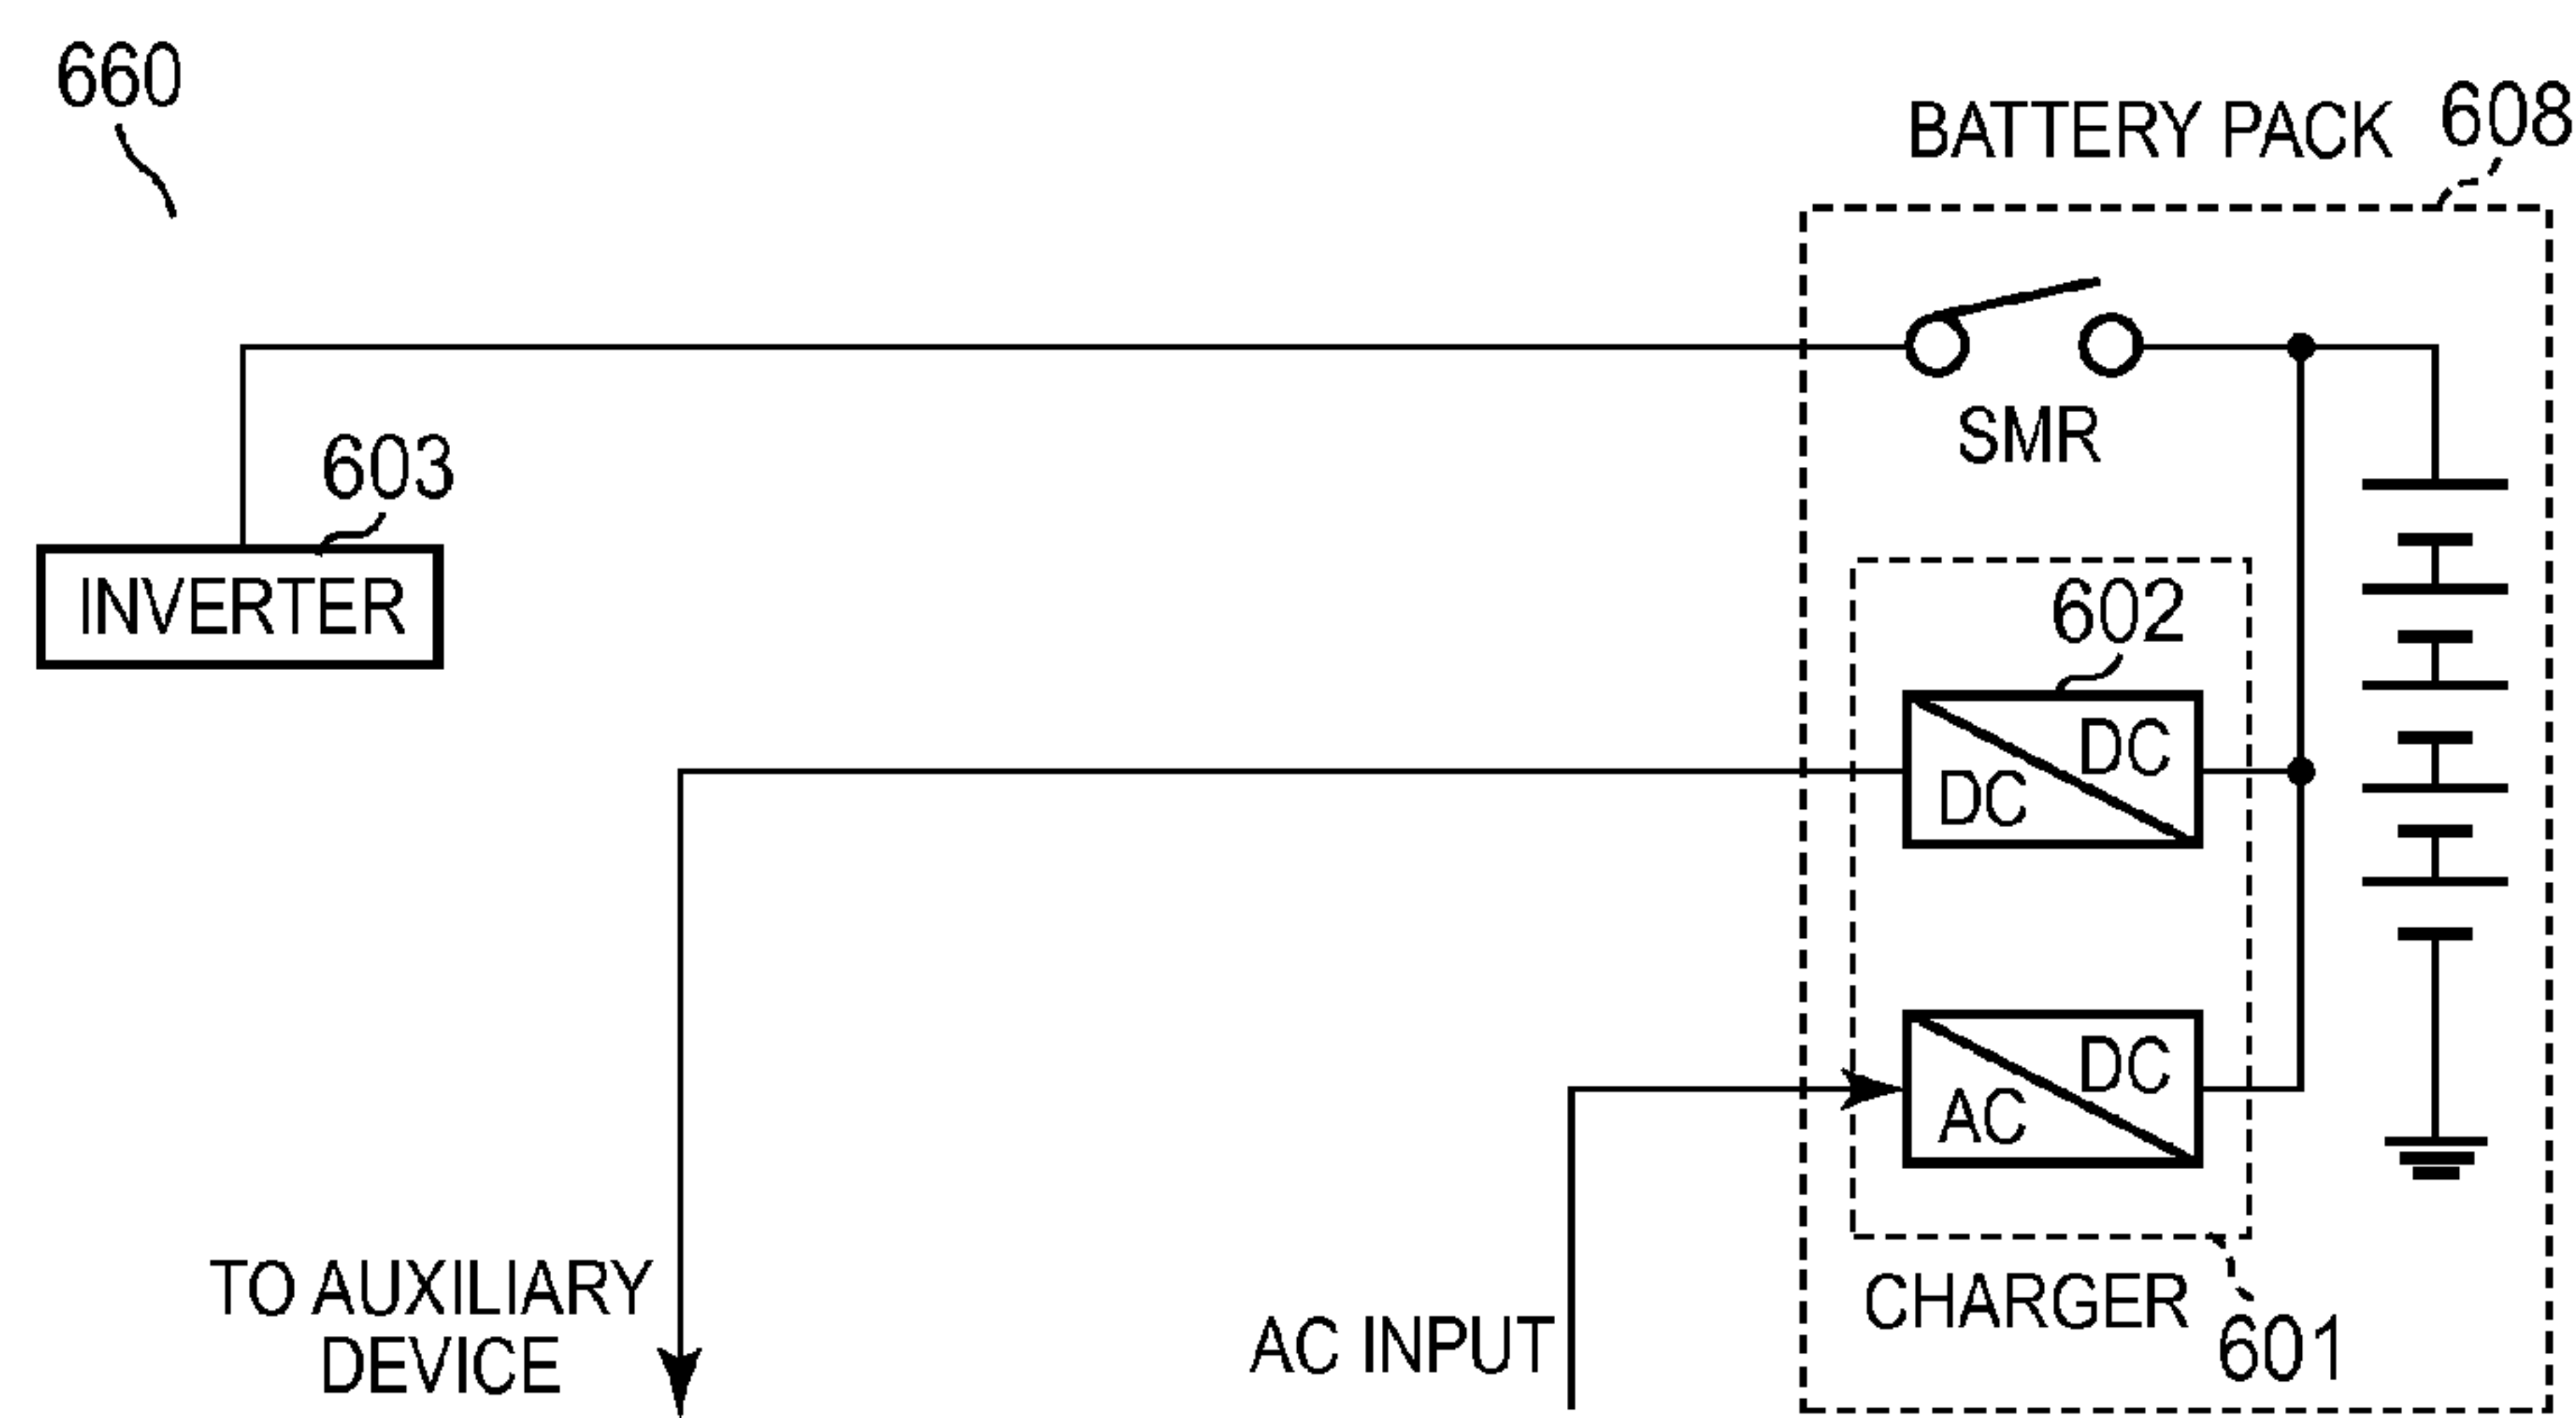 660
BATTERY PACK
608
SMR
603
INVERTER
602
DC
DC
DC
AC
TO AUXILIARY
DEVICE
AC INPUT
CHARGER
601